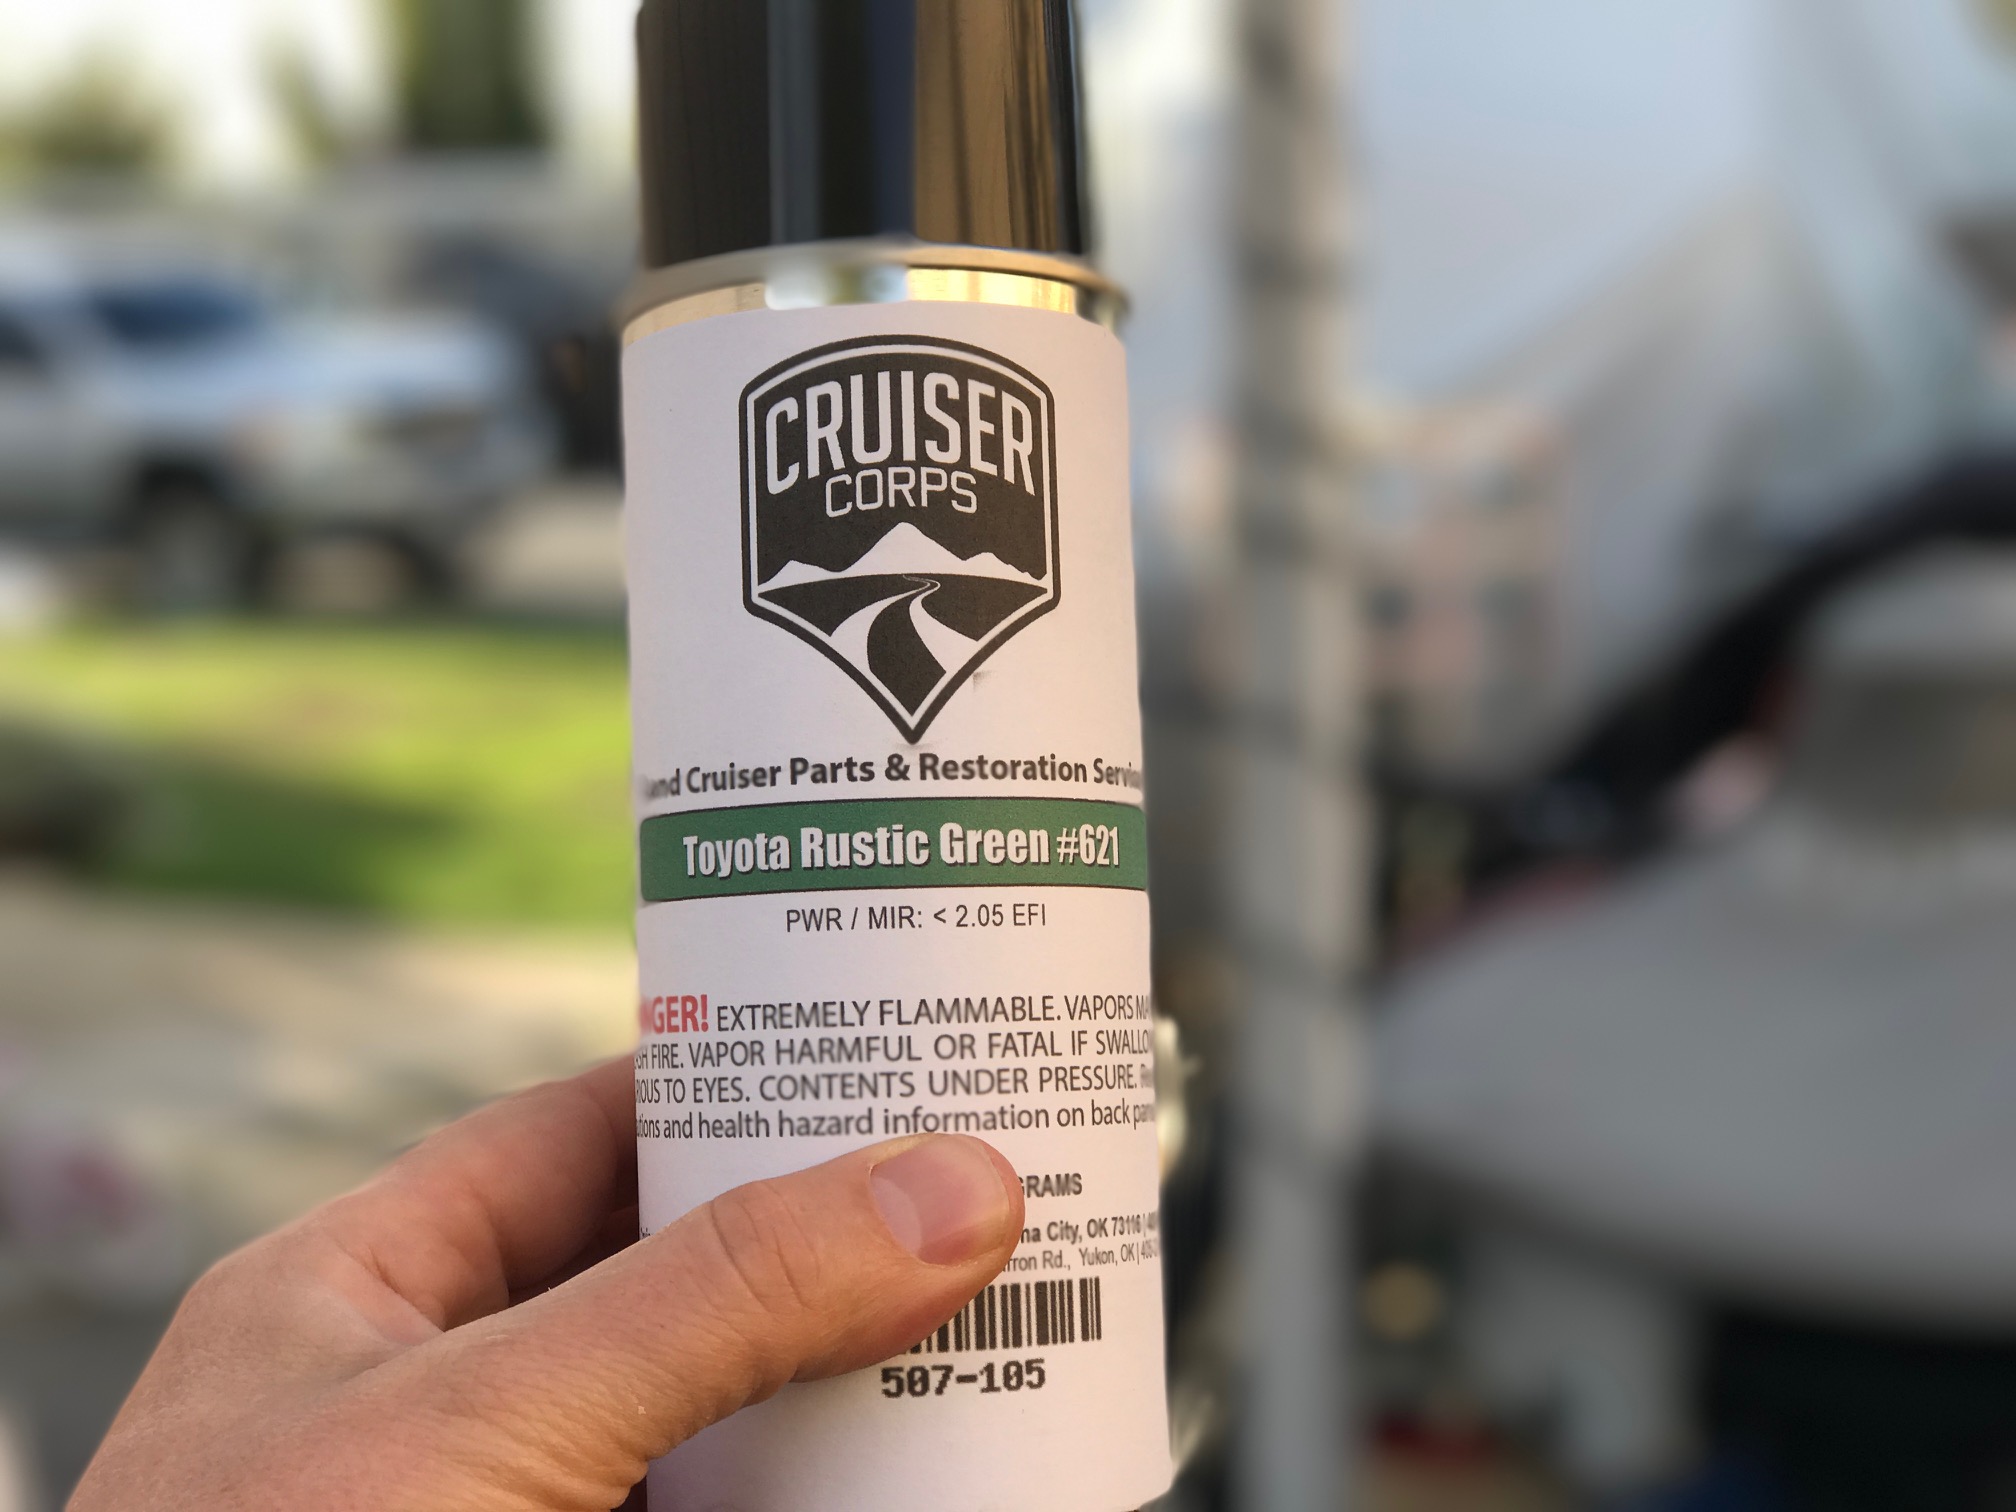 CRUISER
CORPS
Cruiser Parts & Restoration
Toyota Rustic Green #621
PWR / MIR: < 2.05 EFI
EXTREMELY FLAMMABLE. VAPORS
FIRE. VAPOR HARMFUL OR FATAL IF
TO EYES. CONTENTS UNDER PRESSURE.
and health hazard information on back
City, OK 73116 |
Rd., Yukon, OK | 405
507-105